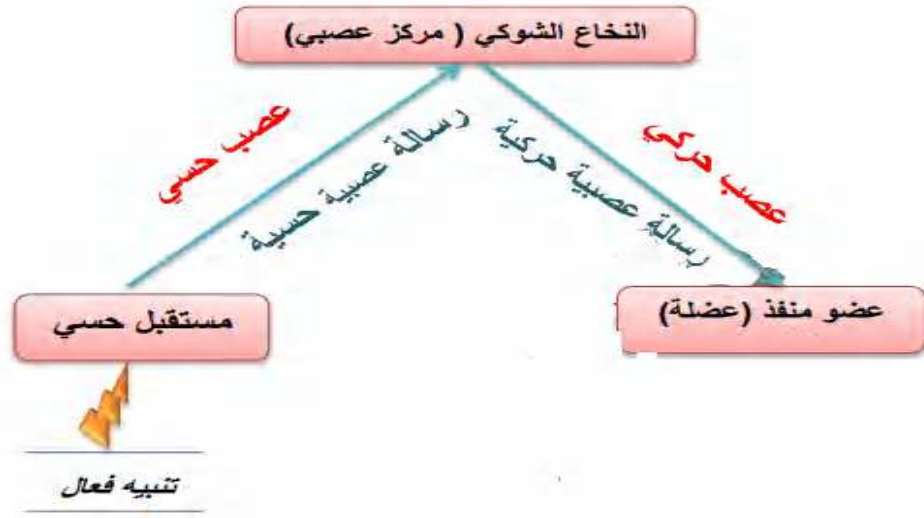 النخاع الشوكي ( مركز عصبي)
عصب حسي
رسالة عصبية حسية
رسالة عصبية حركية
عصب حركي
مستقبل حسي
عضو منفذ (عضلة)
تنبيه فعال